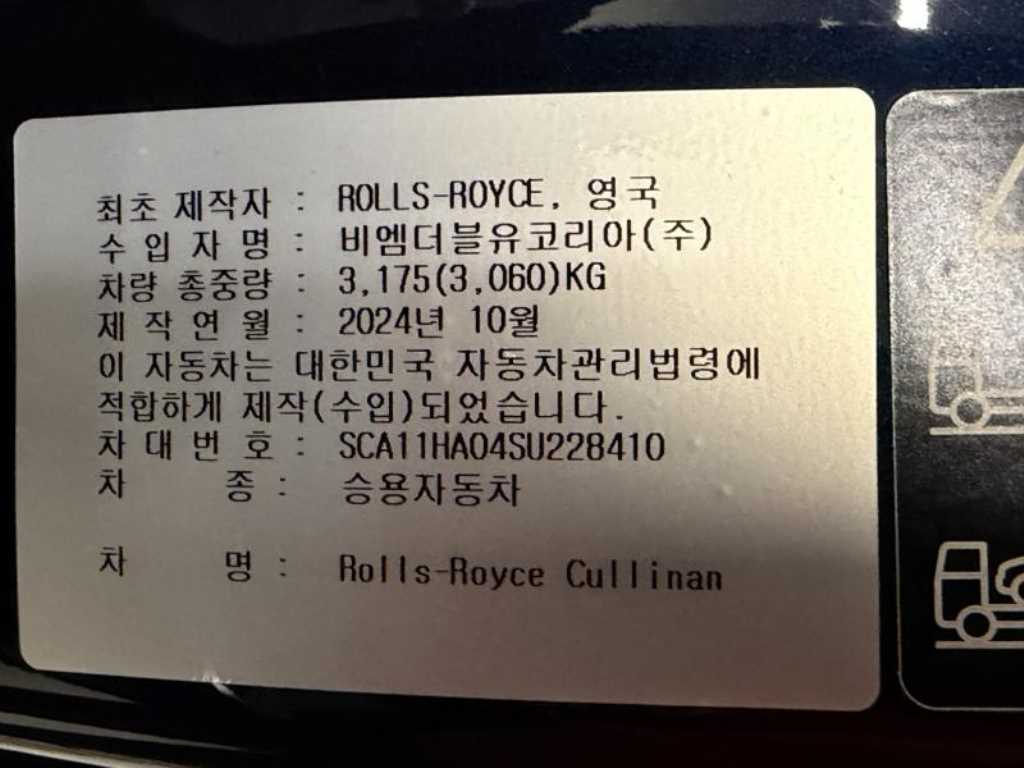 최초 제작자 : ROLLS-ROYCE, 영국
수 입 자 명 : 비엠더블유코리아(주)
차량 총중량 : 3,175(3,060)KG
제 작 연 월 : 2024년 10월
이 자동차는 대한민국 자동차관리법령에
적합하게 제작(수입)되었습니다.
차 대 번 호 : SCA11HA04SU228410
차 종 : 승용자동차
차 명 : Rolls-Royce Cullinan